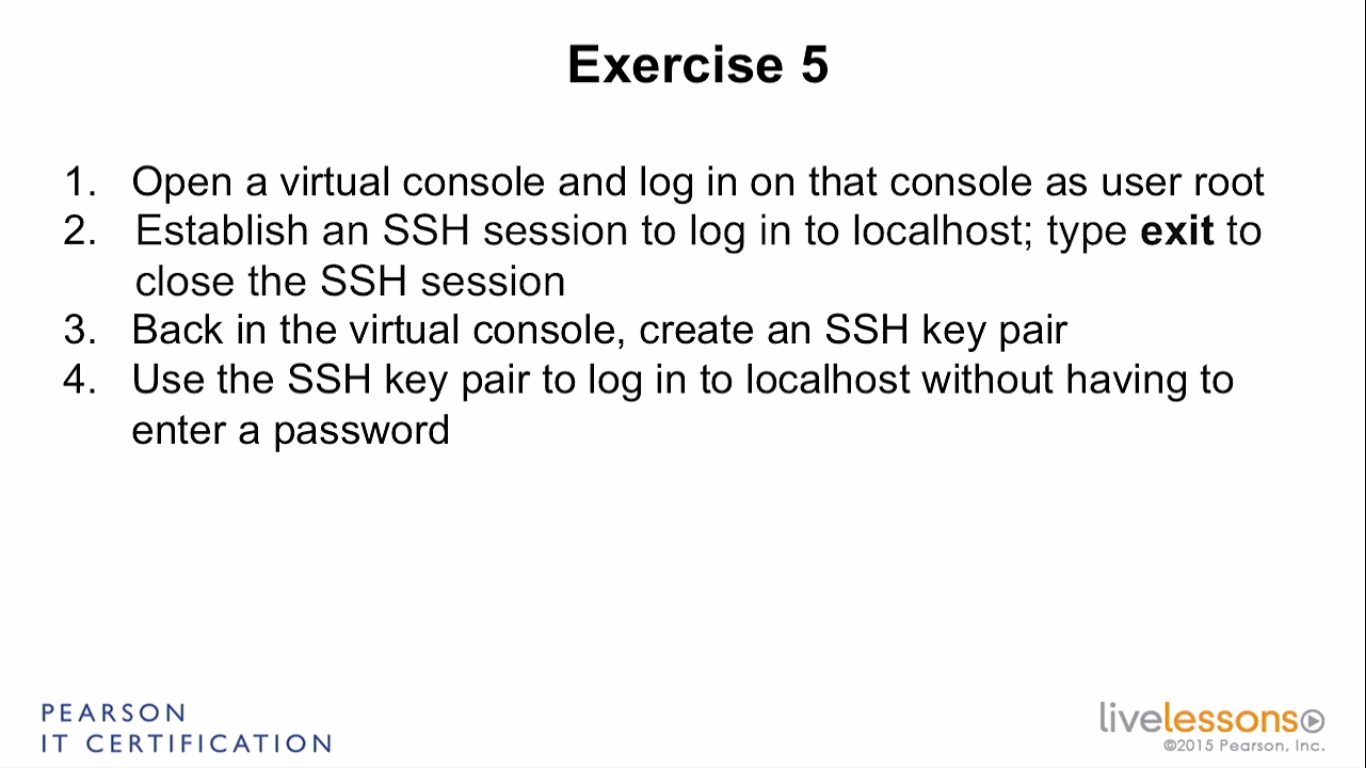 Exercise 5
1. Open a virtual console and log in on that console as user root
2. Establish an SSH session to log in to localhost; type exit to
close the SSH session
3. Back in the virtual console, create an SSH key pair
4. Use the SSH key pair to log in to localhost without having to
enter a password
PEARSON
IT CERTIFICATION
livelessons
©2015 Pearson, Inc.